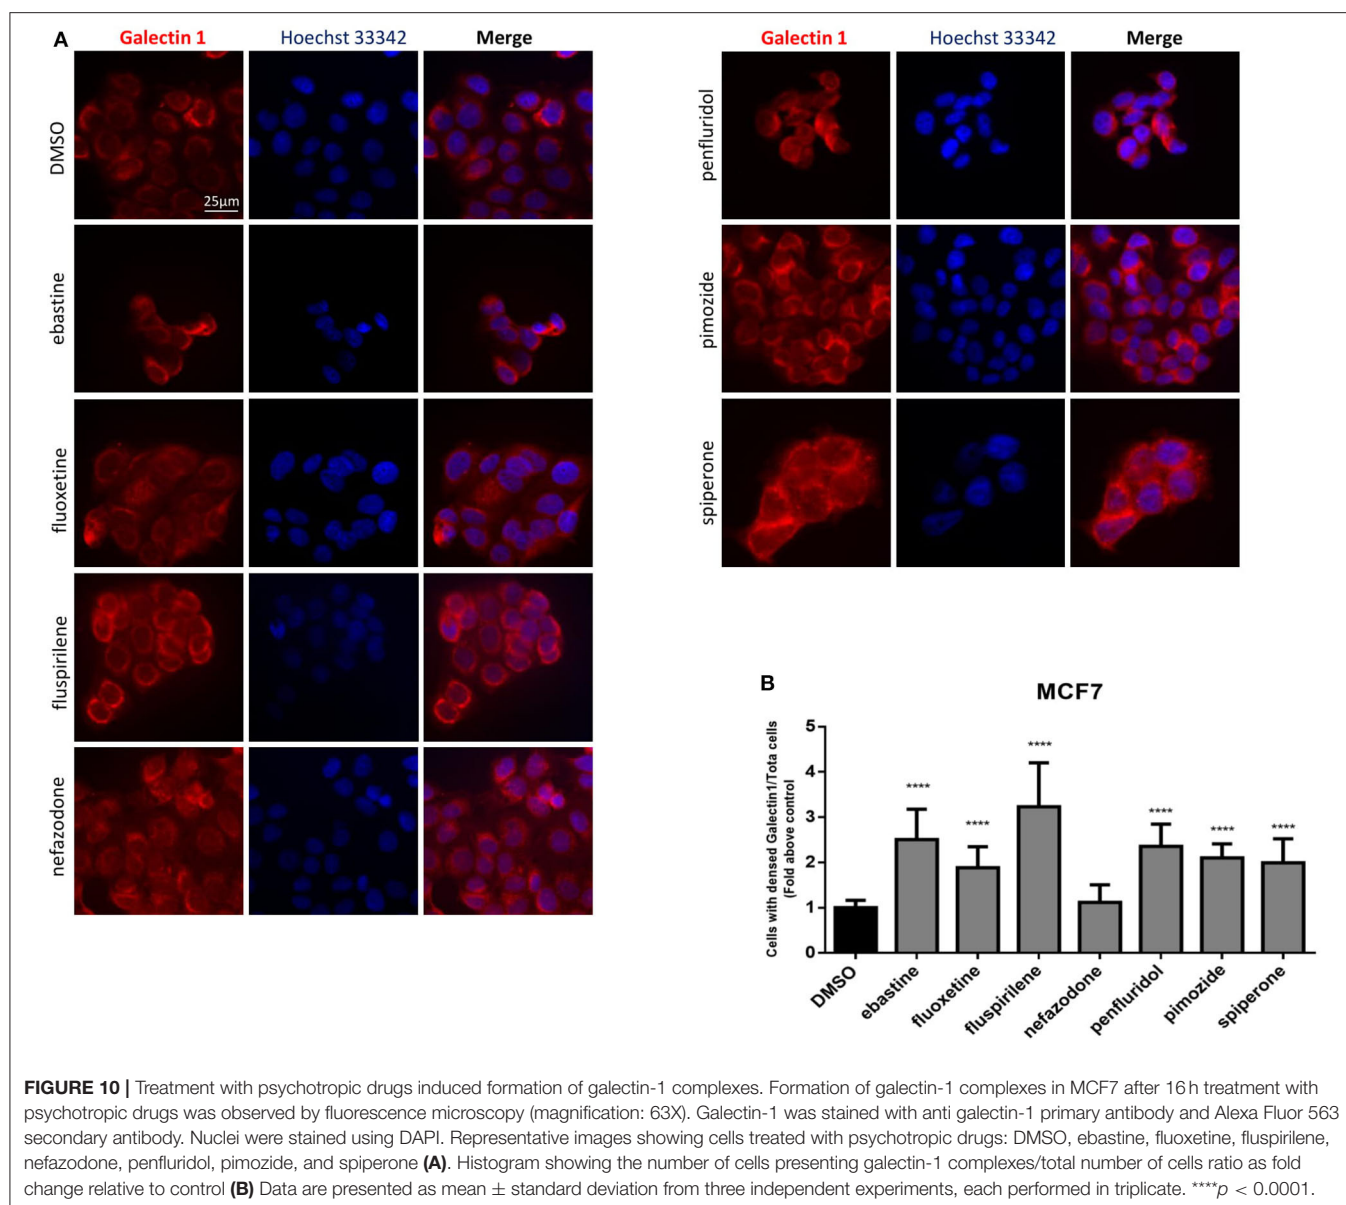 A
Galectin 1 Hoechst 33342 Merge
DMSO
25μm
ebastine
fluoxetine
fluspirilene
nefazodone
Galectin 1 Hoechst 33342 Merge
penfluridol
pimozide
spiperone
B
MCF7
Cells with densed Galectin1/Tota cells
(Fold above control
5
4
3
2
1
0
****
****
****
****
****
****
DMSO
ebastine
fluoxetine
fluspirilene
nefazodone
penfluridol
pimozide
spiperone
FIGURE 10 | Treatment with psychotropic drugs induced formation of galectin-1 complexes. Formation of galectin-1 complexes in MCF7 after 16 h treatment with
psychotropic drugs was observed by fluorescence microscopy (magnification: 63X). Galectin-1 was stained with anti galectin-1 primary antibody and Alexa Fluor 563
secondary antibody. Nuclei were stained using DAPI. Representative images showing cells treated with psychotropic drugs: DMSO, ebastine, fluoxetine, fluspirilene,
nefazodone, penfluridol, pimozide, and spiperone (A). Histogram showing the number of cells presenting galectin-1 complexes/total number of cells ratio as fold
change relative to control (B) Data are presented as mean ± standard deviation from three independent experiments, each performed in triplicate. ****p < 0.0001.